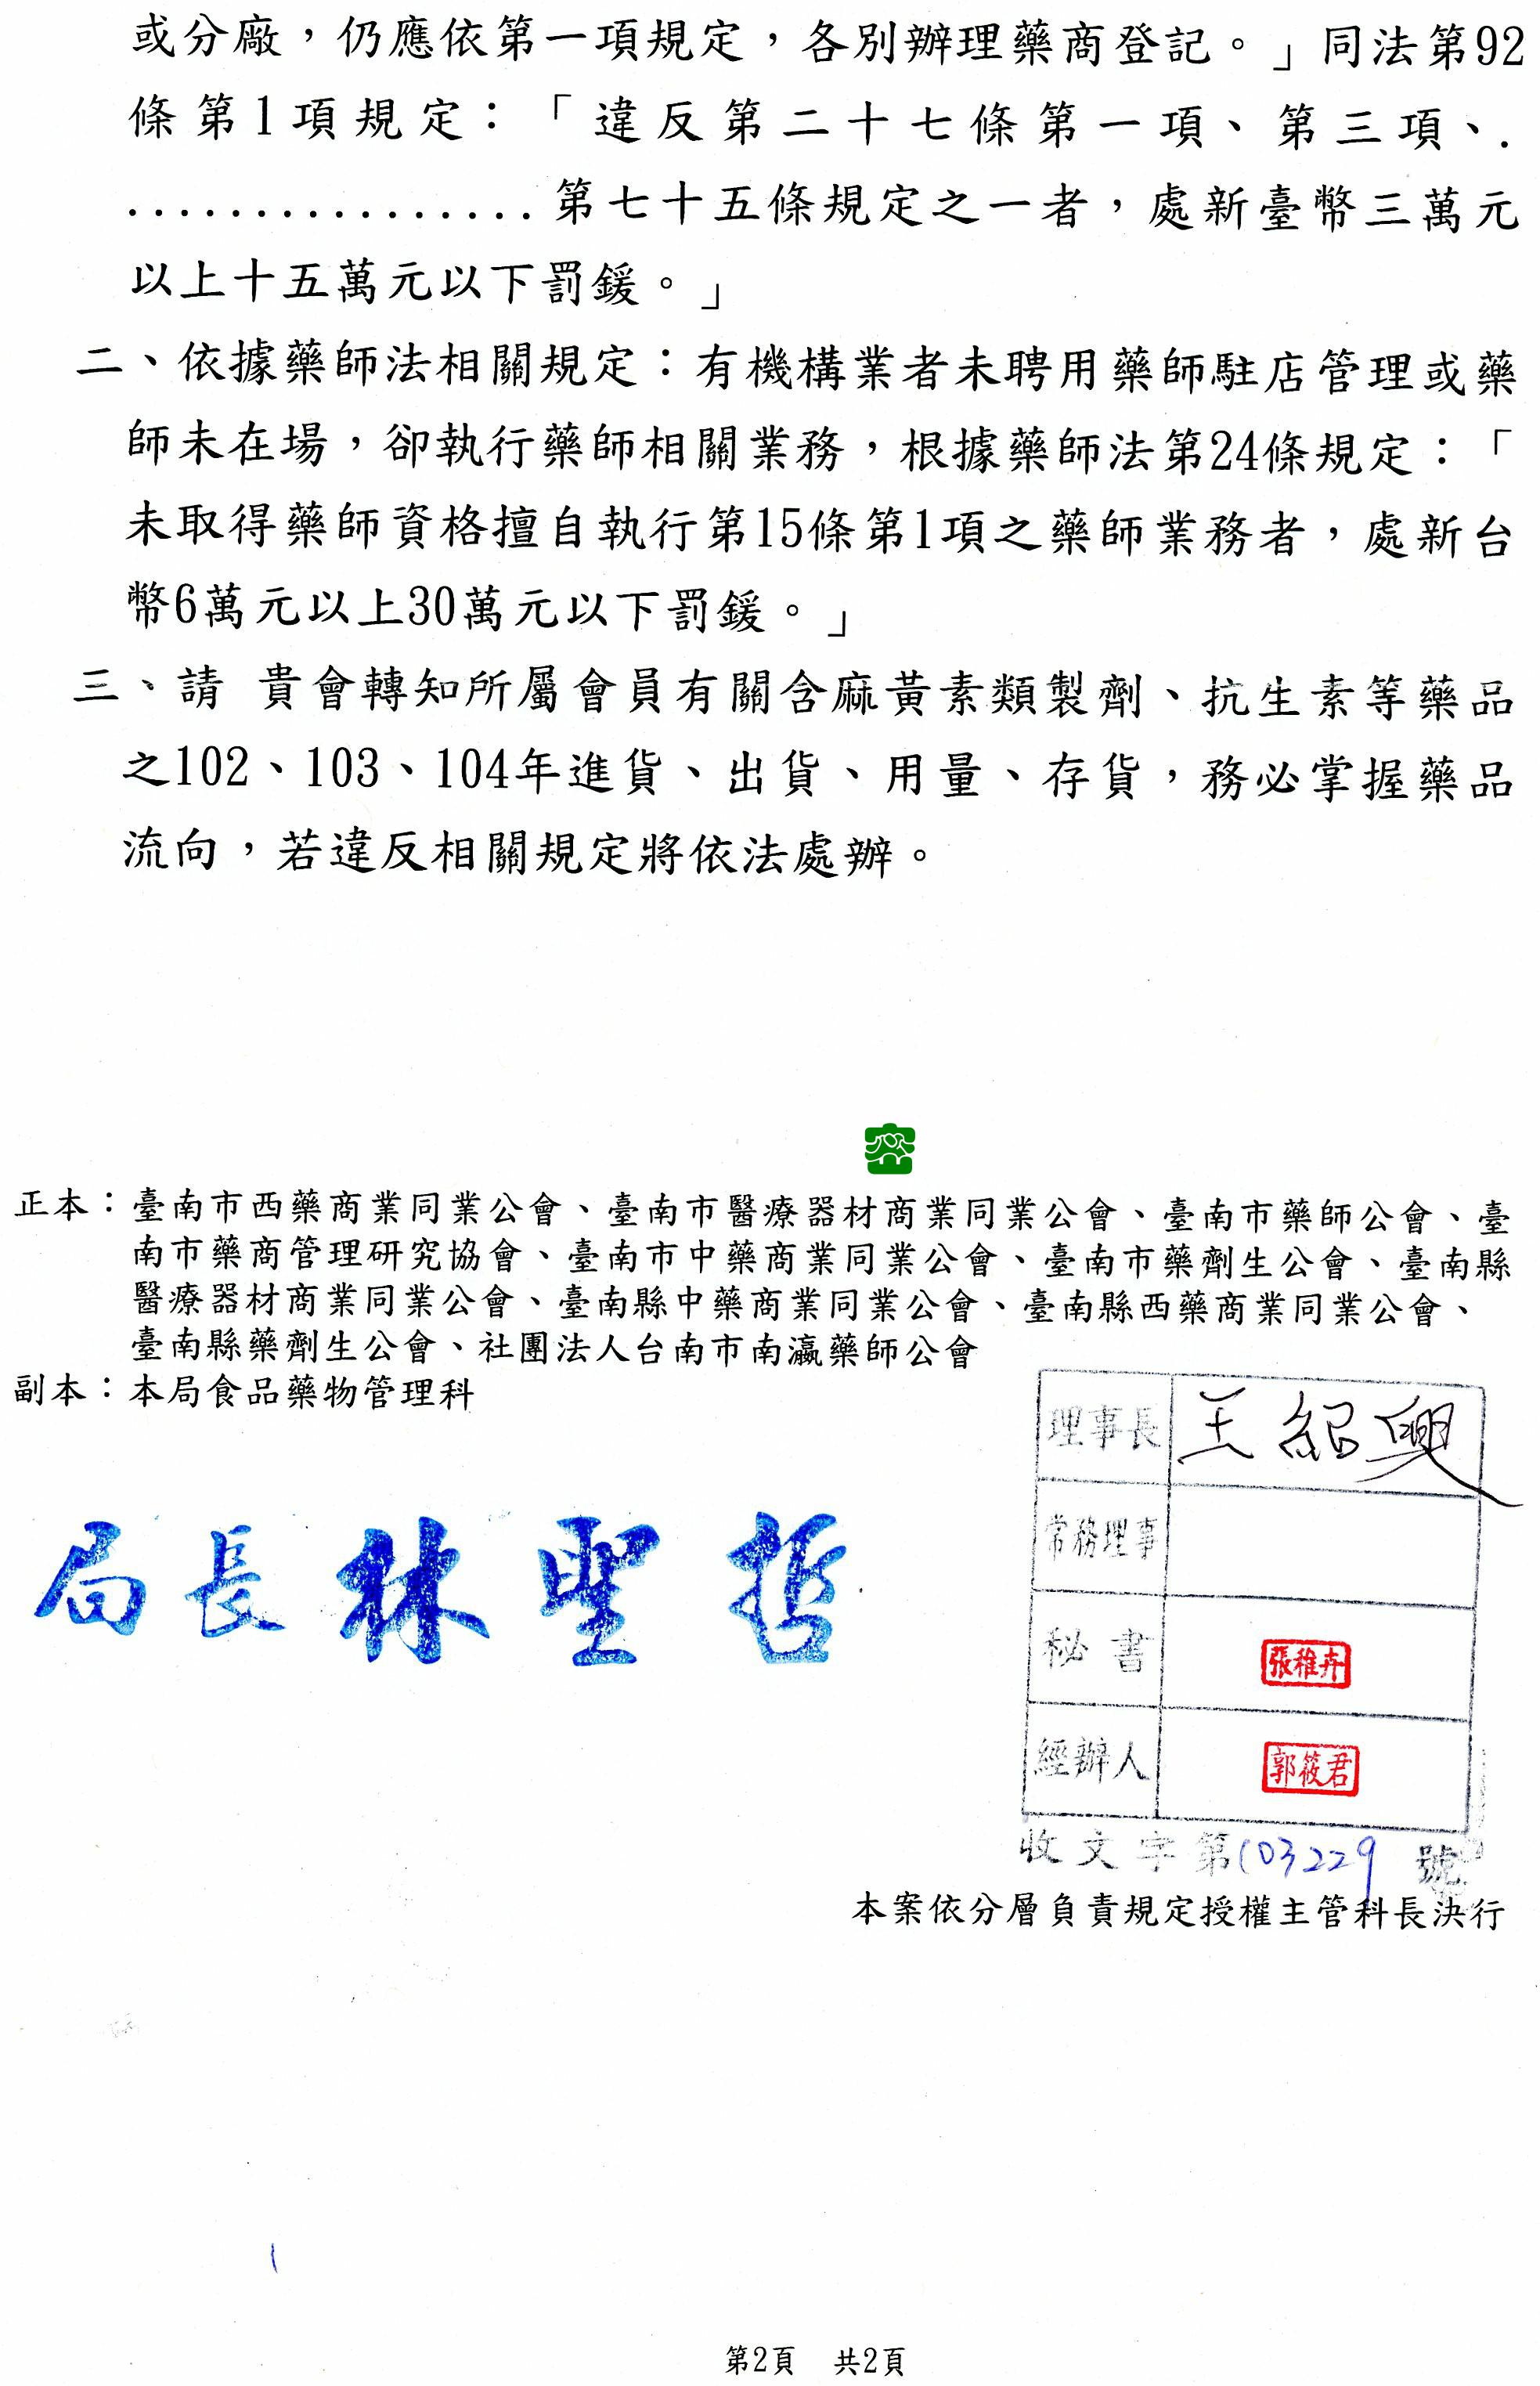 或分廠，仍應依第一項規定，各別辦理藥商登記。」同法第92
條第1項規定：「違反第二十七條第一項、第三項、.
................第七十五條規定之一者，處新臺幣三萬元
以上十五萬元以下罰鍰。」
二、依據藥師法相關規定：有機構業者未聘用藥師駐店管理或藥
師未在場，卻執行藥師相關業務，根據藥師法第24條規定：「
未取得藥師資格擅自執行第15條第1項之藥師業務者，處新台
幣6萬元以上30萬元以下罰鍰。」
三、請 貴會轉知所屬會員有關含麻黃素類製劑、抗生素等藥品
之102、103、104年進貨、出貨、用量、存貨，務必掌握藥品
流向，若違反相關規定將依法處辦。
正本：臺南市西藥商業同業公會、臺南市醫療器材商業同業公會、臺南市藥師公會、臺
南市藥商管理研究協會、臺南市中藥商業同業公會、臺南市藥劑生公會、臺南縣
醫療器材商業同業公會、臺南縣中藥商業同業公會、臺南縣西藥商業同業公會、
臺南縣藥劑生公會、社團法人台南市南瀛藥師公會
副本：本局食品藥物管理科
理事長 王紹興
常務理事
局長林聖哲
秘書 張稚卉
經辦人 郭筱君
收文字第103229號
本案依分層負責規定授權主管科長決行
第2頁 共2頁